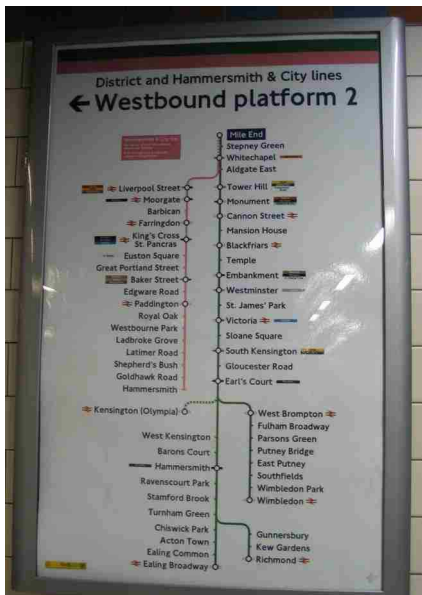 District and Hammersmith & City lines
← Westbound platform 2
Mile End
Stepney Green
Whitechapel
Aldgate East
Liverpool Street
Moorgate
Barbican
Farringdon
King's Cross
St. Pancras
Euston Square
Great Portland Street
Baker Street
Edgware Road
Paddington
Royal Oak
Westbourne Park
Ladbroke Grove
Latimer Road
Shepherd's Bush
Goldhawk Road
Hammersmith
Tower Hill
Monument
Cannon Street
Mansion House
Blackfriars
Temple
Embankment
Westminster
St. James' Park
Victoria
Sloane Square
South Kensington
Gloucester Road
Earl's Court
Kensington (Olympia)
West Kensington
Barons Court
Hammersmith
Ravenscourt Park
Stamford Brook
Turnham Green
Chiswick Park
Acton Town
Ealing Common
Ealing Broadway
West Brompton
Fulham Broadway
Parsons Green
Putney Bridge
East Putney
Southfields
Wimbledon Park
Wimbledon
Gunnersbury
Kew Gardens
Richmond